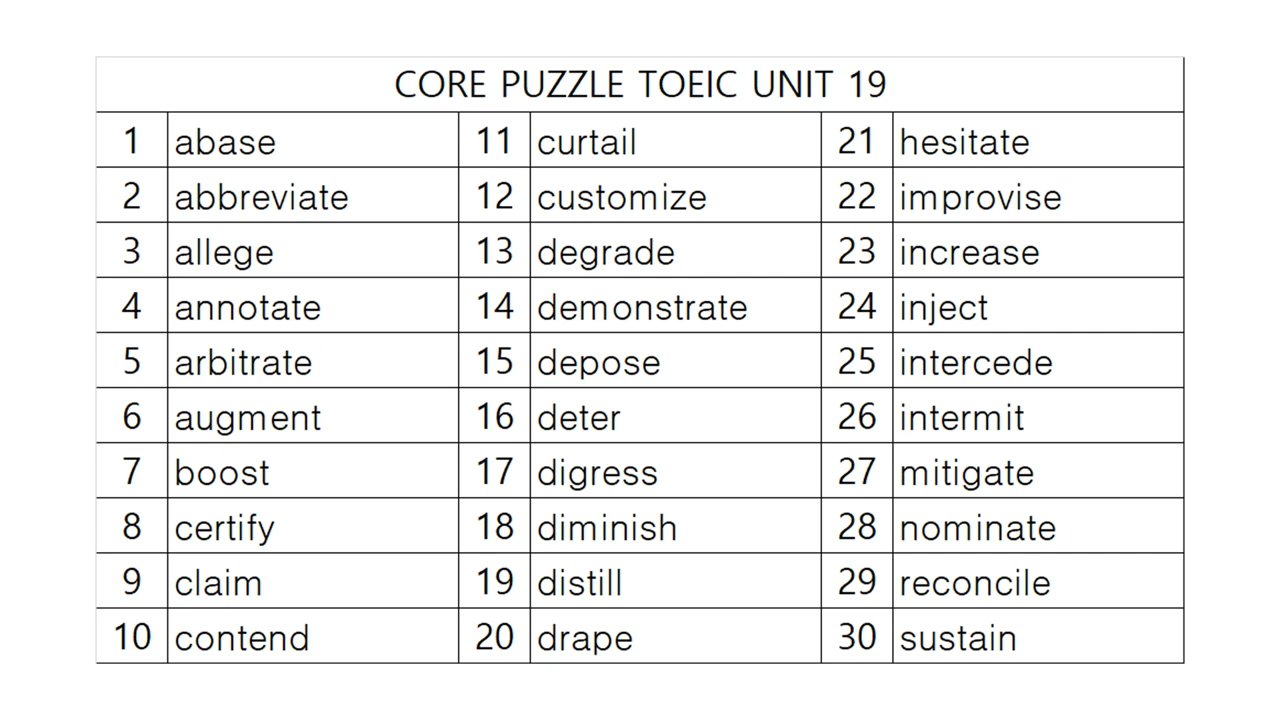 CORE PUZZLE TOEIC UNIT 19
1 abase 11 curtail 21 hesitate
2 abbreviate 12 customize 22 improvise
3 allege 13 degrade 23 increase
4 annotate 14 demonstrate 24 inject
5 arbitrate 15 depose 25 intercede
6 augment 16 deter 26 intermit
7 boost 17 digress 27 mitigate
8 certify 18 diminish 28 nominate
9 claim 19 distill 29 reconcile
10 contend 20 drape 30 sustain